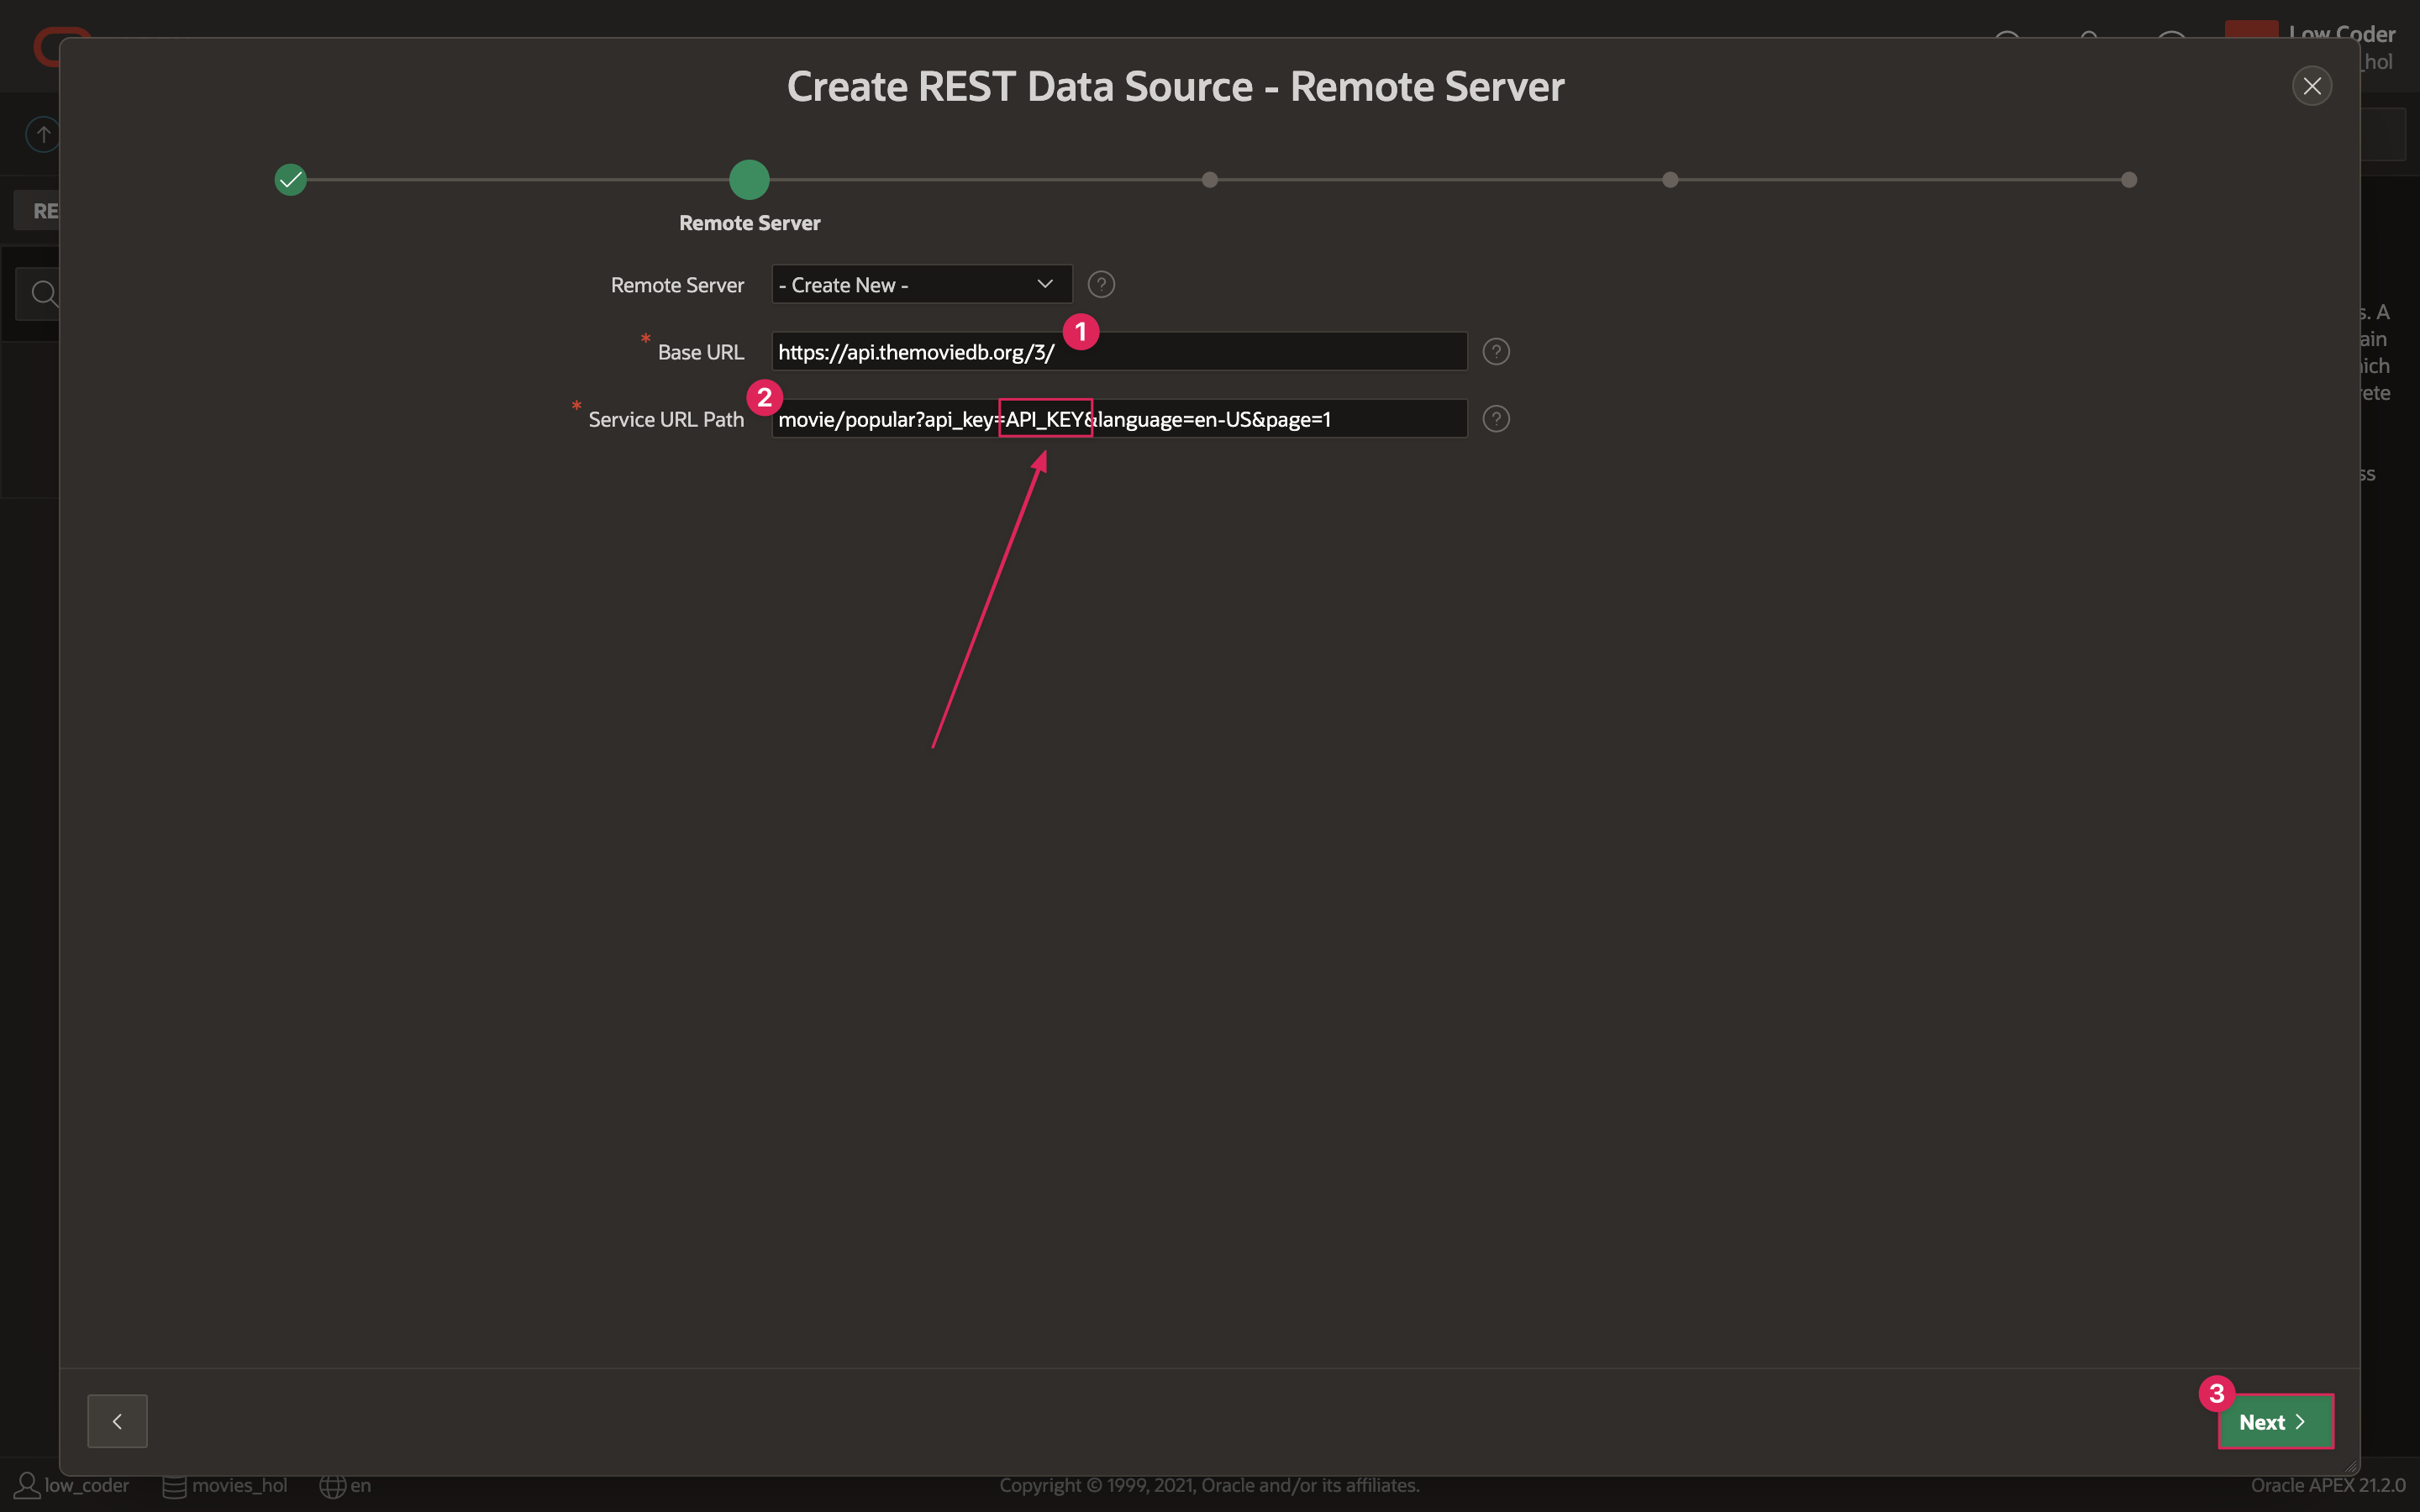 Low Coder
_hol
Create REST Data Source - Remote Server
RE
Remote Server
Remote Server
- Create New -
?
1
* Base URL
https://api.themoviedb.org/3/
?
2
* Service URL Path
movie/popular?api_key=API_KEY&language=en-US&page=1
?
s. A
ain
ich
ete
ss
3
Next
low_coder
movies_hol
en
Copyright © 1999, 2021, Oracle and/or its affiliates.
Oracle APEX 21.2.0